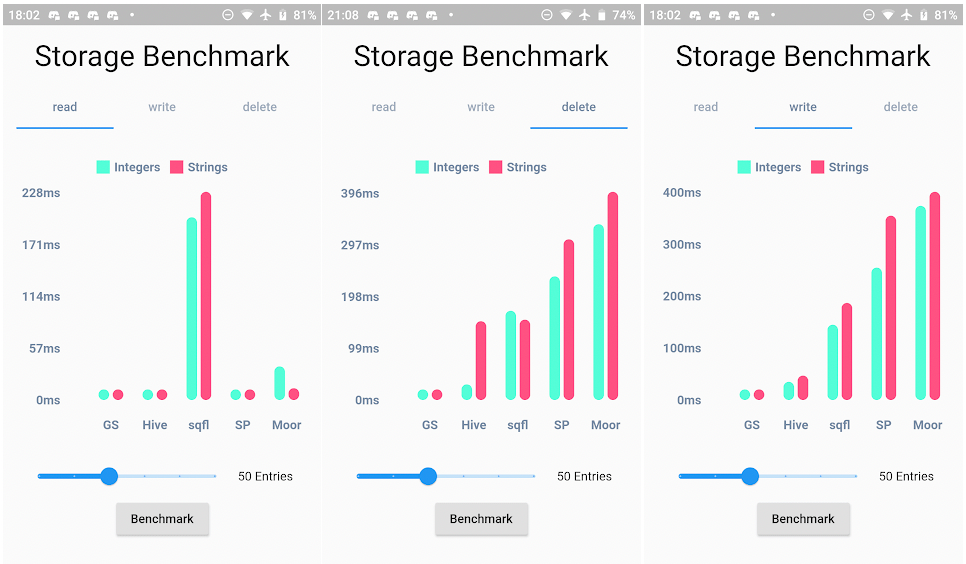 18:02 81%
Storage Benchmark
read write delete
Integers Strings
228ms
171ms
114ms
57ms
0ms
GS Hive sqfl SP Moor
50 Entries
Benchmark
21:08 74%
Storage Benchmark
read write delete
Integers Strings
396ms
297ms
198ms
99ms
0ms
GS Hive sqfl SP Moor
50 Entries
Benchmark
18:02 81%
Storage Benchmark
read write delete
Integers Strings
400ms
300ms
200ms
100ms
0ms
GS Hive sqfl SP Moor
50 Entries
Benchmark